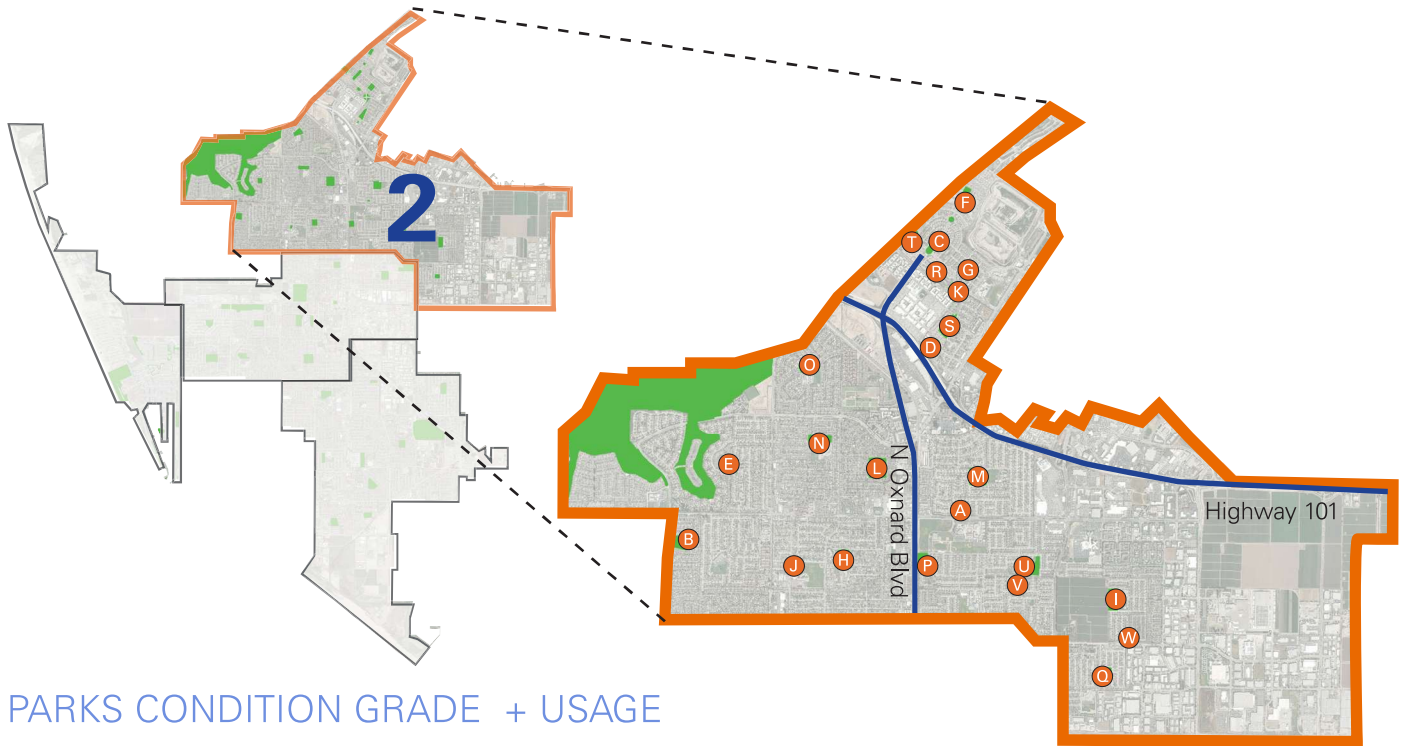 2
F
T
C
R
G
K
S
D
O
N
E
L
M
A
B
J
H
P
U
V
I
W
Q
N Oxnard Blvd
Highway 101
PARKS CONDITION GRADE + USAGE